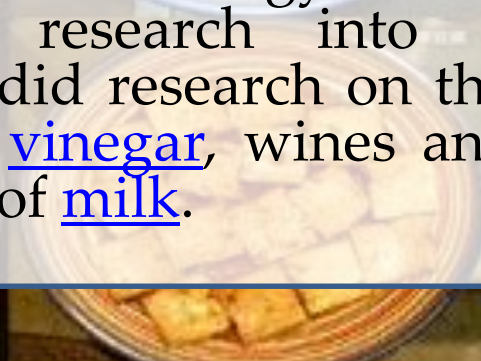 research into
did research on th
vinegar, wines an
of milk.